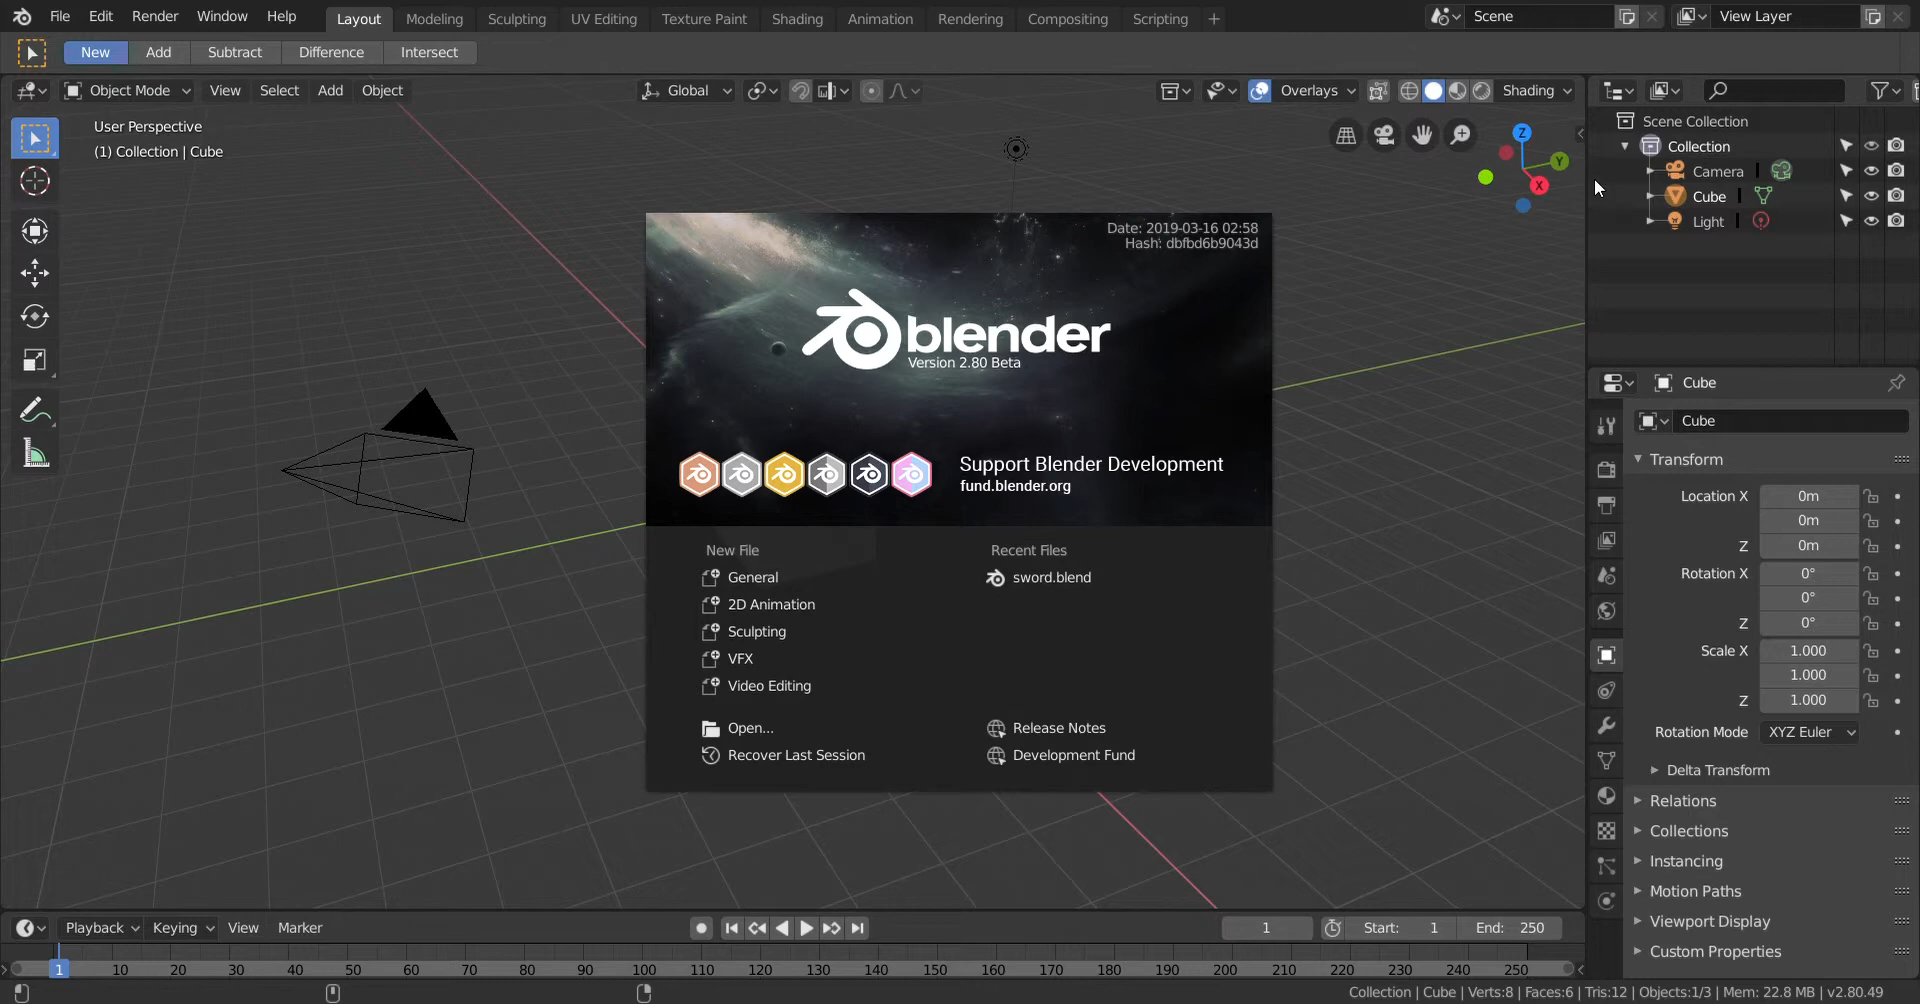 File Edit Render Window Help Layout Modeling Sculpting UV Editing Texture Paint Shading Animation Rendering Compositing Scripting + Scene View Layer
New Add Subtract Difference Intersect
Object Mode View Select Add Object Global Overlays Shading
User Perspective
(1) Collection | Cube
Z
Y
X
Scene Collection
Collection
Camera
Cube
Light
Date: 2019-03-16 02:58
Hash: dbfbd6b9043d
blender
Version 2.80 Beta
Support Blender Development
fund.blender.org
New File
General
2D Animation
Sculpting
VFX
Video Editing
Open...
Recover Last Session
Recent Files
sword.blend
Release Notes
Development Fund
Cube
Cube
Transform
Location X 0m
0m
Z 0m
Rotation X 0°
0°
Z 0°
Scale X 1.000
1.000
Z 1.000
Rotation Mode XYZ Euler
Delta Transform
Relations
Collections
Instancing
Motion Paths
Viewport Display
Custom Properties
Playback Keying View Marker 1 Start: 1 End: 250
1 10 20 30 40 50 60 70 80 90 100 110 120 130 140 150 160 170 180 190 200 210 220 230 240 250
Collection | Cube | Verts:8 | Faces:6 | Tris:12 | Objects:1/3 | Mem: 22.8 MB | v2.80.49